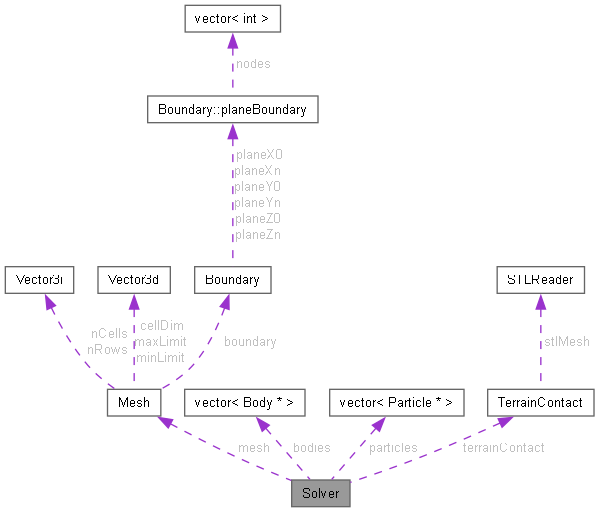 vector< int >
nodes
Boundary::planeBoundary
planeX0
planeXn
planeY0
planeYn
planeZ0
planeZn
Vector3i
Vector3d
Boundary
STLReader
nCells
nRows
cellDim
maxLimit
minLimit
boundary
stlMesh
Mesh
vector< Body * >
vector< Particle * >
TerrainContact
mesh
bodies
particles
terrainContact
Solver